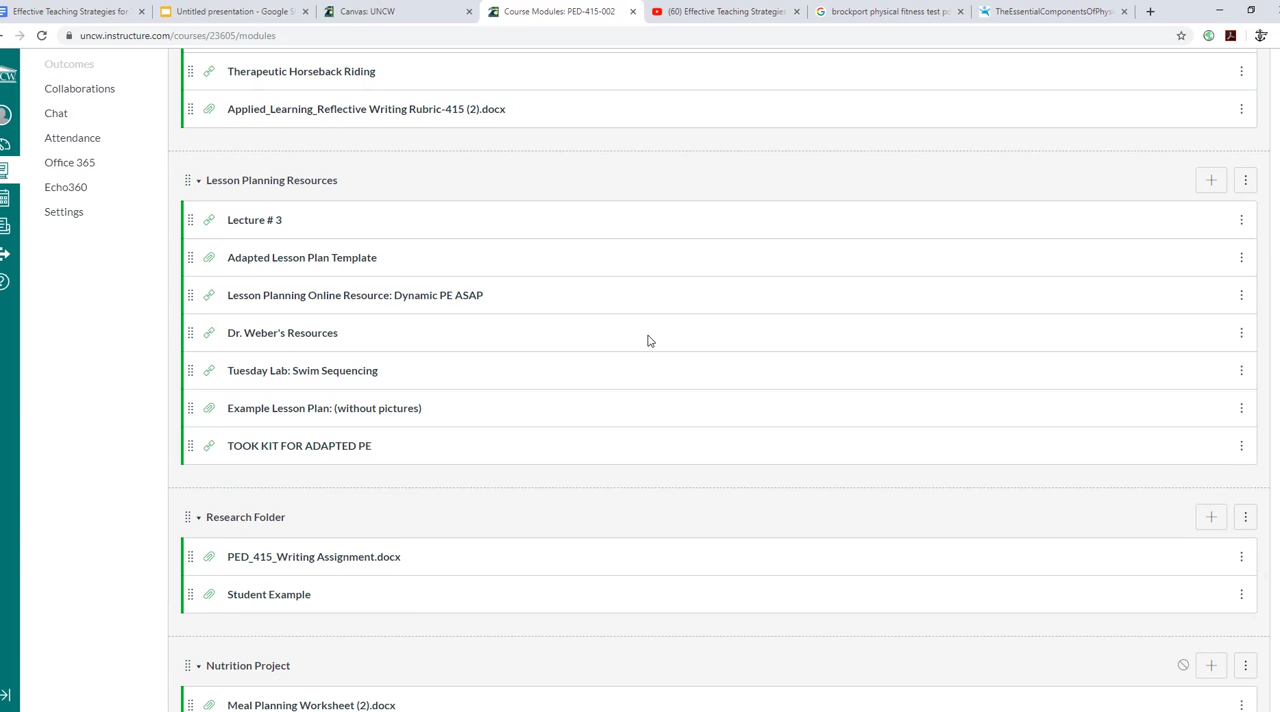 Effective Teaching Strategies for
Untitled presentation - Google S
Canvas: UNCW
Course Modules: PED-415-002
(60) Effective Teaching Strategies
brockport physical fitness test po
TheEssentialComponentsOfPhysi
uncw.instructure.com/courses/23605/modules
Outcomes
Collaborations
Chat
Attendance
Office 365
Echo360
Settings
Therapeutic Horseback Riding
Applied_Learning_Reflective Writing Rubric-415 (2).docx
Lesson Planning Resources
Lecture # 3
Adapted Lesson Plan Template
Lesson Planning Online Resource: Dynamic PE ASAP
Dr. Weber's Resources
Tuesday Lab: Swim Sequencing
Example Lesson Plan: (without pictures)
TOOK KIT FOR ADAPTED PE
Research Folder
PED_415_Writing Assignment.docx
Student Example
Nutrition Project
Meal Planning Worksheet (2).docx